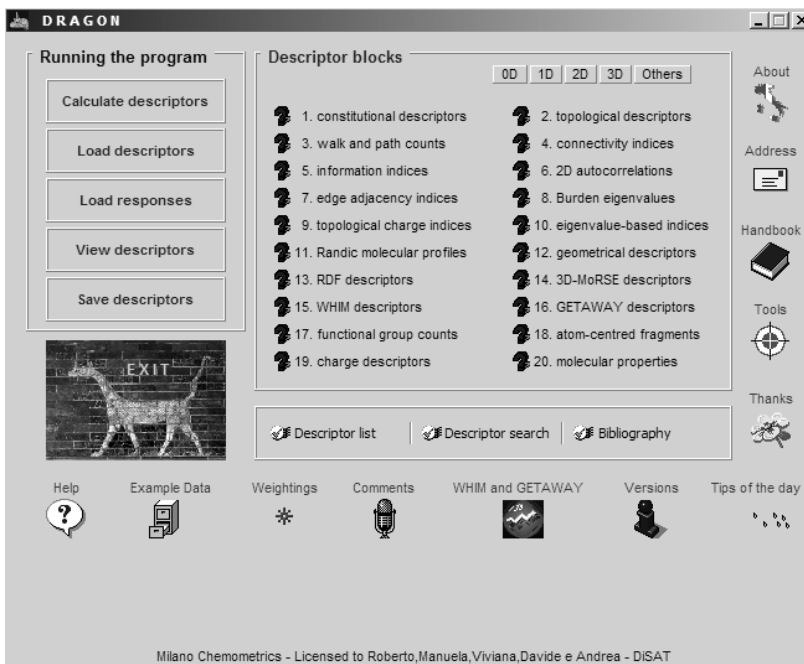 DRAGON
Running the program
Calculate descriptors
Load descriptors
Load responses
View descriptors
Save descriptors
EXIT
Descriptor blocks
0D 1D 2D 3D Others
1. constitutional descriptors
2. topological descriptors
3. walk and path counts
4. connectivity indices
5. information indices
6. 2D autocorrelations
7. edge adjacency indices
8. Burden eigenvalues
9. topological charge indices
10. eigenvalue-based indices
11. Randic molecular profiles
12. geometrical descriptors
13. RDF descriptors
14. 3D-MoRSE descriptors
15. WHIM descriptors
16. GETAWAY descriptors
17. functional group counts
18. atom-centred fragments
19. charge descriptors
20. molecular properties
Descriptor list
Descriptor search
Bibliography
About
Address
Handbook
Tools
Thanks
Help
Example Data
Weightings
Comments
WHIM and GETAWAY
Versions
Tips of the day
Milano Chemometrics - Licensed to Roberto,Manuela,Viviana,Davide e Andrea - DiSAT